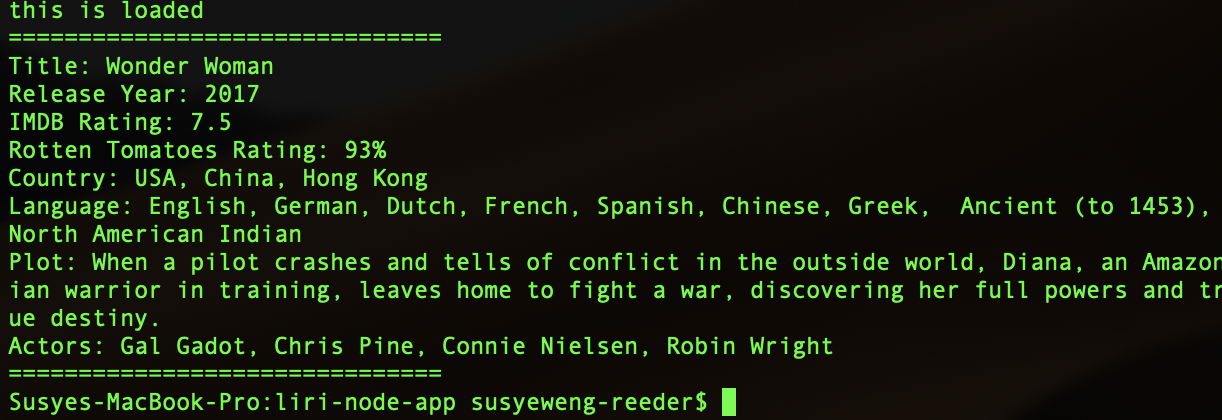 this is loaded
===============================
Title: Wonder Woman
Release Year: 2017
IMDB Rating: 7.5
Rotten Tomatoes Rating: 93%
Country: USA, China, Hong Kong
Language: English, German, Dutch, French, Spanish, Chinese, Greek,  Ancient (to 1453),
North American Indian
Plot: When a pilot crashes and tells of conflict in the outside world, Diana, an Amazon
ian warrior in training, leaves home to fight a war, discovering her full powers and tr
ue destiny.
Actors: Gal Gadot, Chris Pine, Connie Nielsen, Robin Wright
===============================
Susyes-MacBook-Pro:liri-node-app susyeweng-reeder$